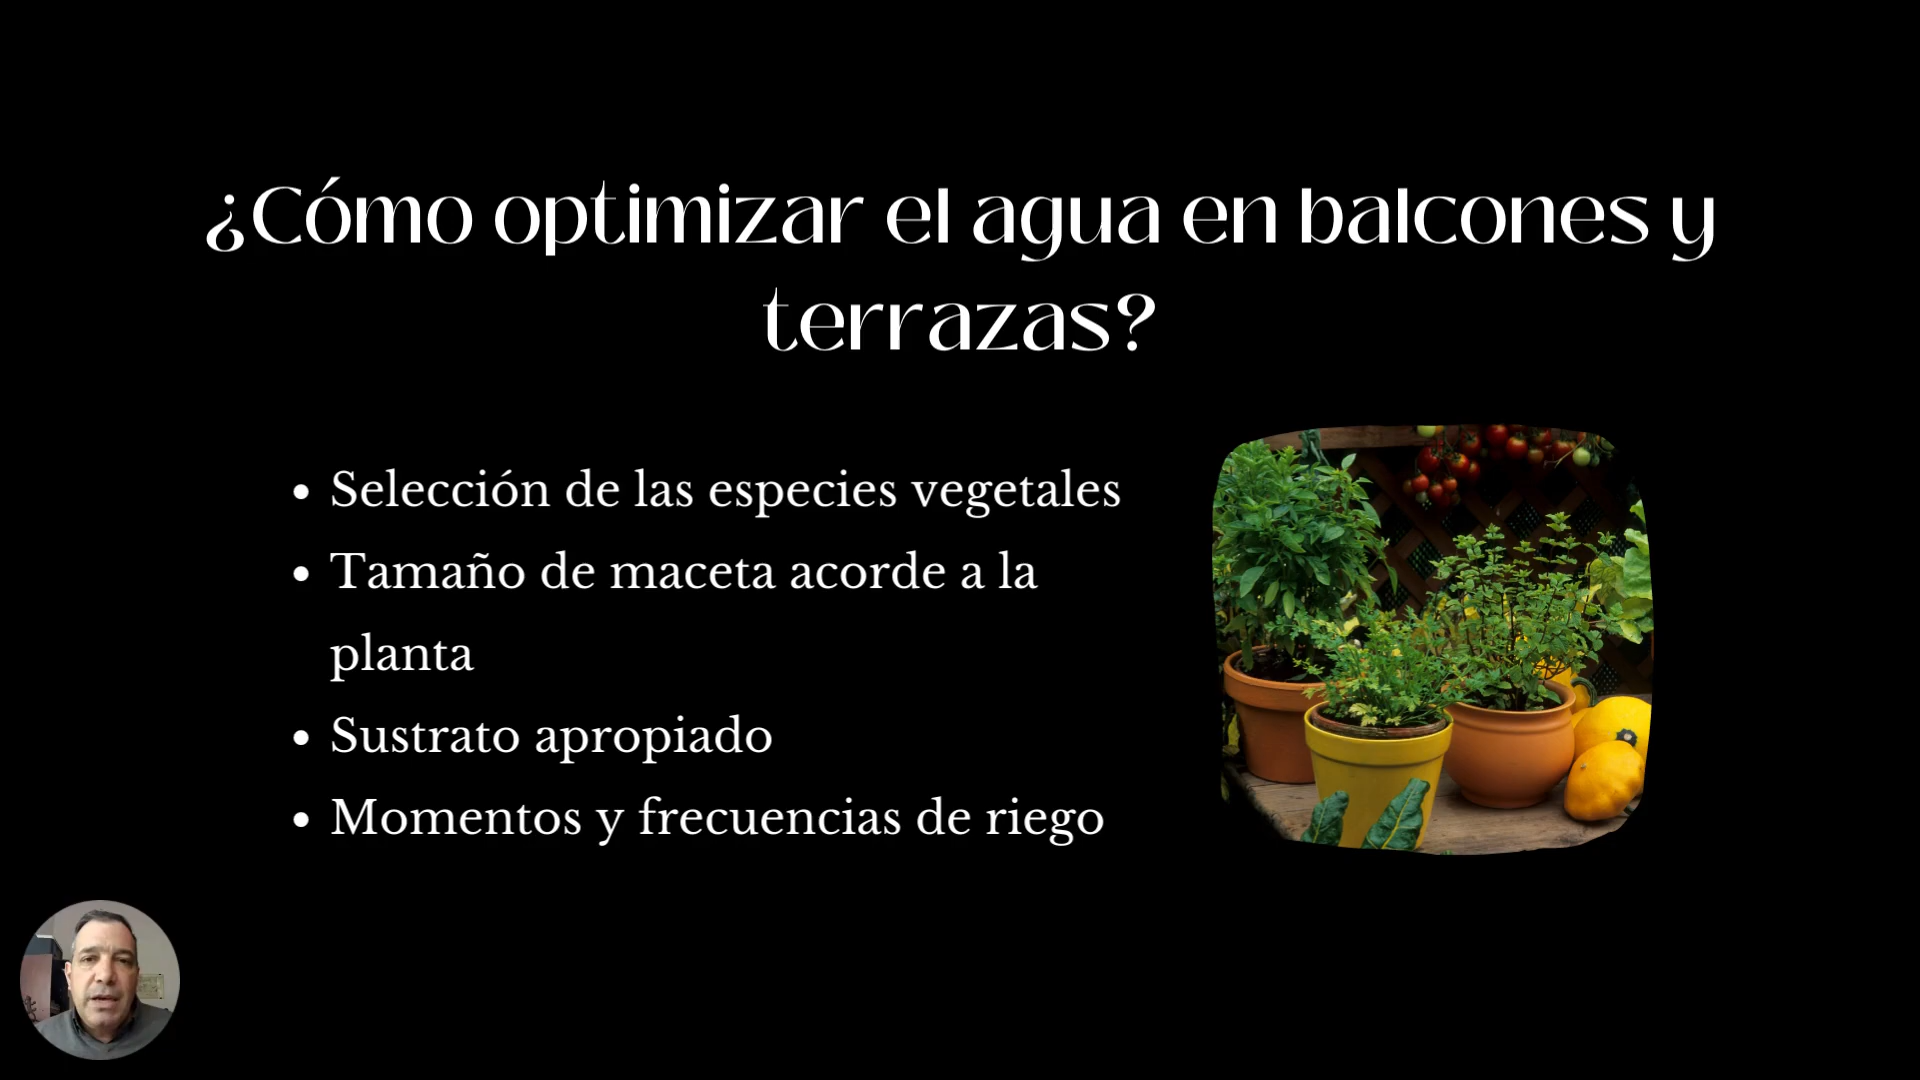 ¿Cómo optimizar el agua en balcones y
terrazas?
• Selección de las especies vegetales
• Tamaño de maceta acorde a la
planta
• Sustrato apropiado
• Momentos y frecuencias de riego